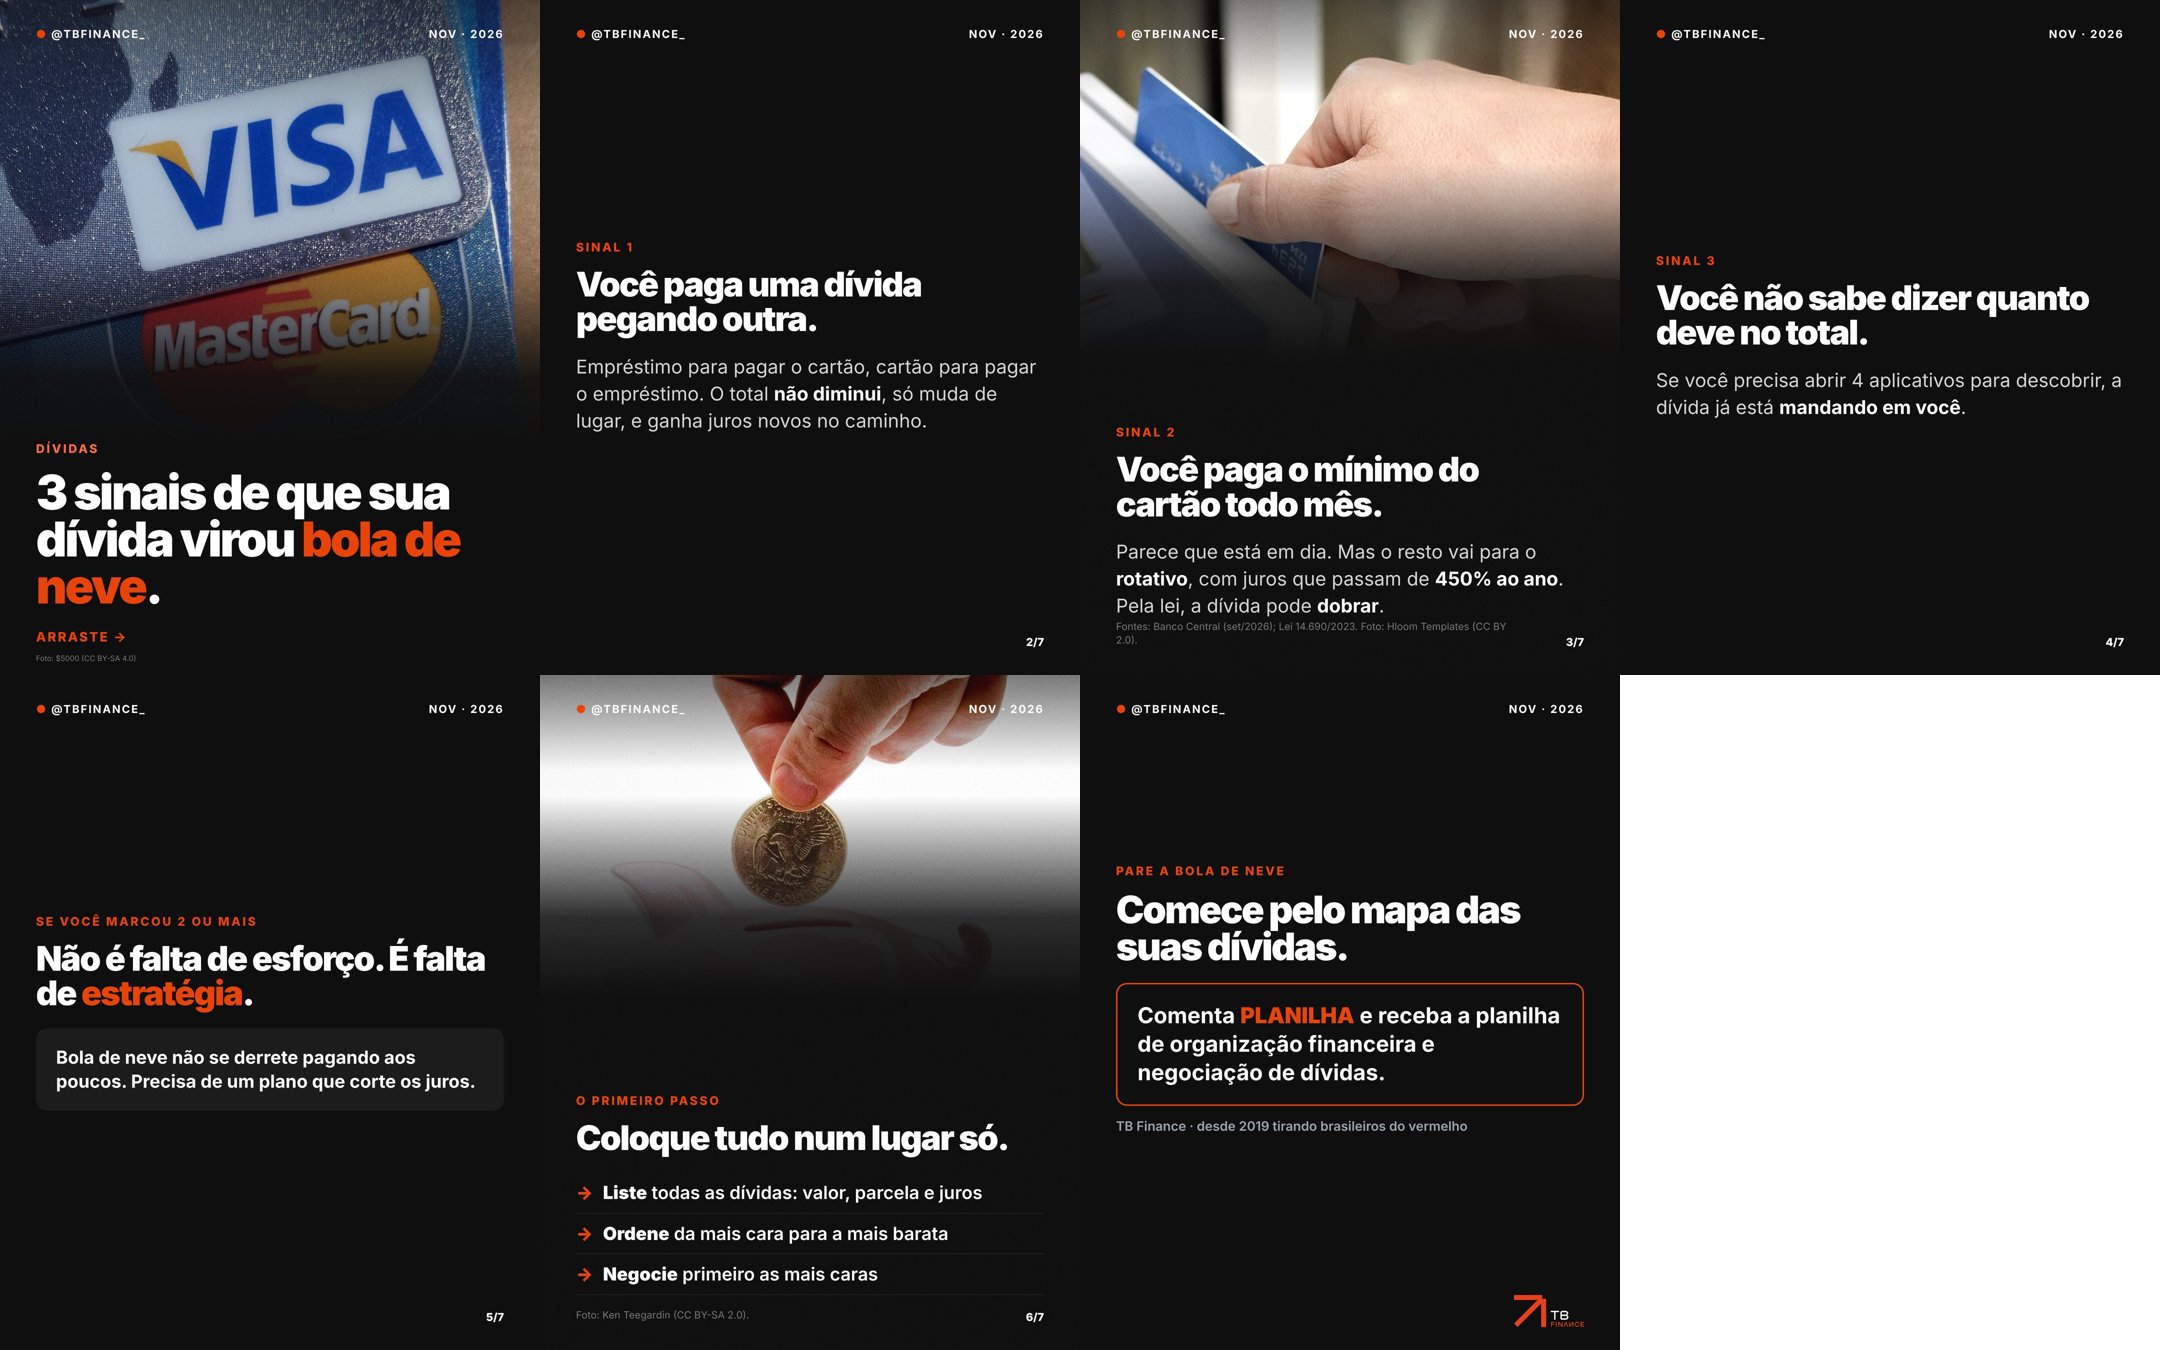 @TBFINANCE_
NOV · 2026
VISA
MasterCard
DÍVIDAS
3 sinais de que sua
dívida virou bola de
neve.
ARRASTE →
Foto: $5000 (CC BY-SA 4.0)
@TBFINANCE_
NOV · 2026
SINAL 1
Você paga uma dívida
pegando outra.
Empréstimo para pagar o cartão, cartão para pagar
o empréstimo. O total não diminui, só muda de
lugar, e ganha juros novos no caminho.
2/7
@TBFINANCE_
NOV · 2026
SINAL 2
Você paga o mínimo do
cartão todo mês.
Parece que está em dia. Mas o resto vai para o
rotativo, com juros que passam de 450% ao ano.
Pela lei, a dívida pode dobrar.
Fontes: Banco Central (set/2026); Lei 14.690/2023. Foto: Hloom Templates (CC BY
2.0).
3/7
@TBFINANCE_
NOV · 2026
SINAL 3
Você não sabe dizer quanto
deve no total.
Se você precisa abrir 4 aplicativos para descobrir, a
dívida já está mandando em você.
4/7
@TBFINANCE_
NOV · 2026
SE VOCÊ MARCOU 2 OU MAIS
Não é falta de esforço. É falta
de estratégia.
Bola de neve não se derrete pagando aos
poucos. Precisa de um plano que corte os juros.
5/7
@TBFINANCE_
NOV · 2026
ONE DOLLAR
O PRIMEIRO PASSO
Coloque tudo num lugar só.
→ Liste todas as dívidas: valor, parcela e juros
→ Ordene da mais cara para a mais barata
→ Negocie primeiro as mais caras
Foto: Ken Teegardin (CC BY-SA 2.0).
6/7
@TBFINANCE_
NOV · 2026
PARE A BOLA DE NEVE
Comece pelo mapa das
suas dívidas.
Comenta PLANILHA e receba a planilha
de organização financeira e
negociação de dívidas.
TB Finance · desde 2019 tirando brasileiros do vermelho
TB
FINANCE